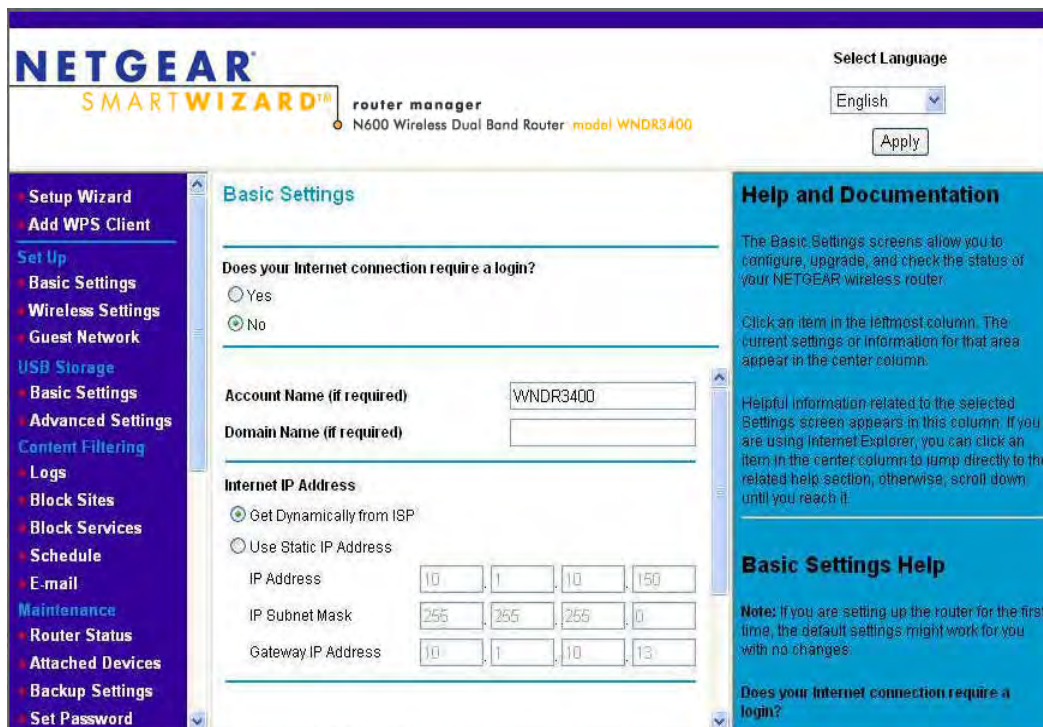 NETGEAR®
SMARTWIZARD™
router manager
N600 Wireless Dual Band Router model WNDR3400
Select Language
English
Apply
Setup Wizard
Add WPS Client
Set Up
Basic Settings
Wireless Settings
Guest Network
USB Storage
Basic Settings
Advanced Settings
Content Filtering
Logs
Block Sites
Block Services
Schedule
E-mail
Maintenance
Router Status
Attached Devices
Backup Settings
Set Password
Basic Settings
Does your Internet connection require a login?
Yes
No
Account Name (if required) WNDR3400
Domain Name (if required)
Internet IP Address
Get Dynamically from ISP
Use Static IP Address
IP Address 10 . 1 . 10 . 150
IP Subnet Mask 255 . 255 . 255 . 0
Gateway IP Address 10 . 1 . 10 . 13
Help and Documentation
The Basic Settings screens allow you to
configure, upgrade, and check the status of
your NETGEAR wireless router.
Click an item in the leftmost column. The
current settings or information for that area
appear in the center column.
Helpful information related to the selected
Settings screen appears in this column. If you
are using Internet Explorer, you can click an
item in the center column to jump directly to the
related help section; otherwise, scroll down
until you reach it.
Basic Settings Help
Note: If you are setting up the router for the first
time, the default settings might work for you
with no changes.
Does your Internet connection require a
login?